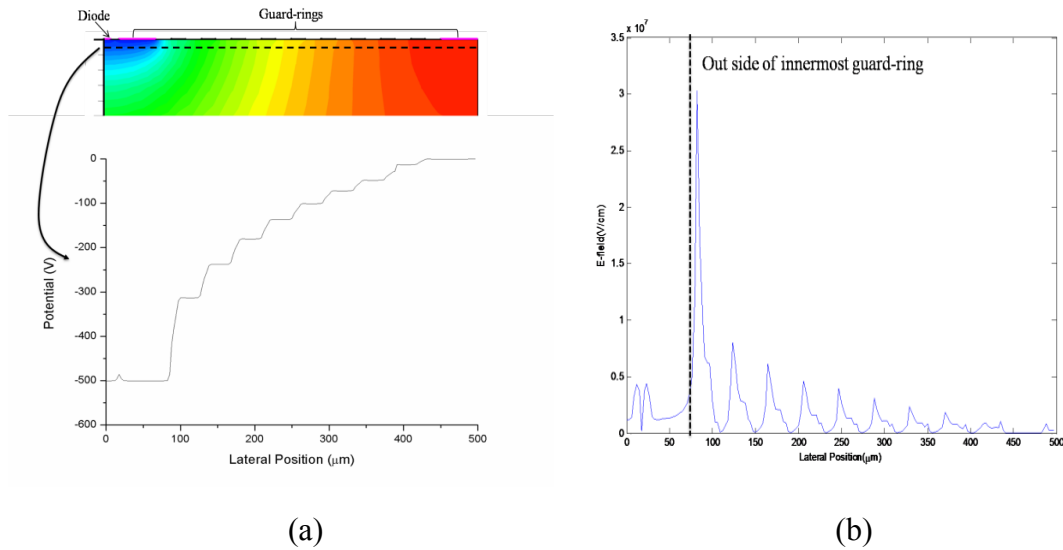 Diode
Guard-rings
0
-100
-200
-300
-400
-500
-600
Potential (V)
0 100 200 300 400 500
Lateral Position (μm)
(a)
x 10⁷
3.5
3
2.5
2
1.5
1
0.5
0
E-field(V/cm)
Out side of innermost guard-ring
0 50 100 150 200 250 300 350 400 450 500
Lateral Position(μm)
(b)